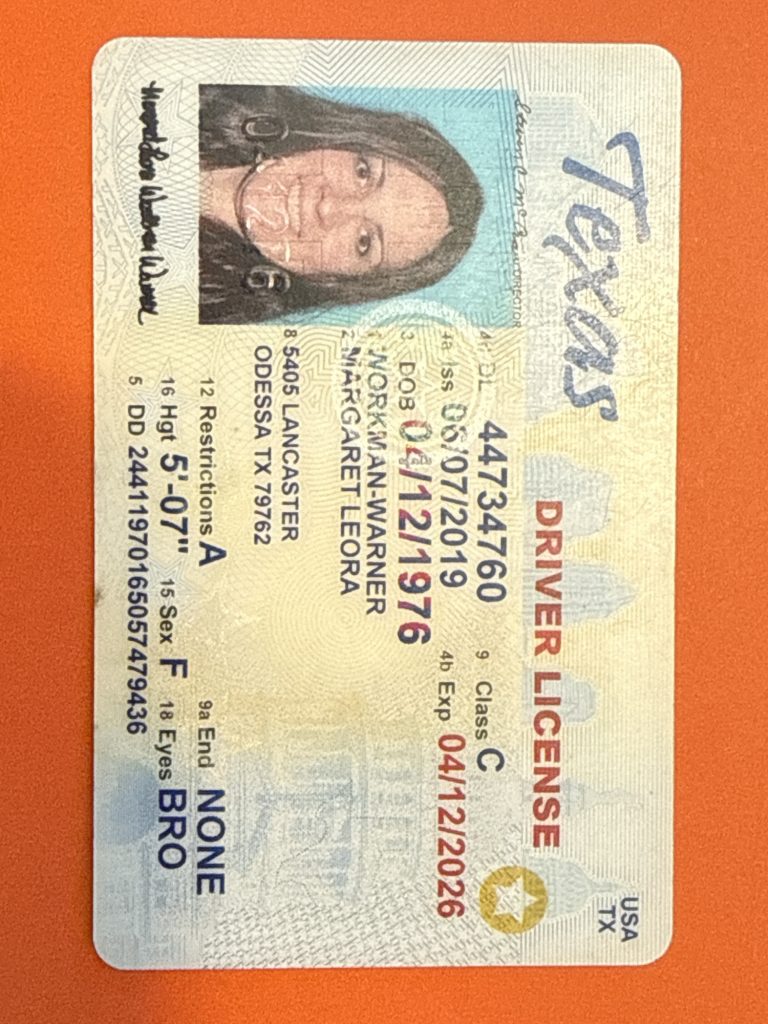 Texas
USA
TX
DRIVER LICENSE
DIRECTOR
4d DL 44734760 9 Class C
4a Iss 06/07/2019 4b Exp 04/12/2026
3 DOB 04/12/1976
1 WORKMAN-WARNER
2 MARGARET LEORA
8 5405 LANCASTER
ODESSA TX 79762
12 Restrictions A 9a End NONE
16 Hgt 5'-07" 15 Sex F 18 Eyes BRO
5 DD 24411970165057479436